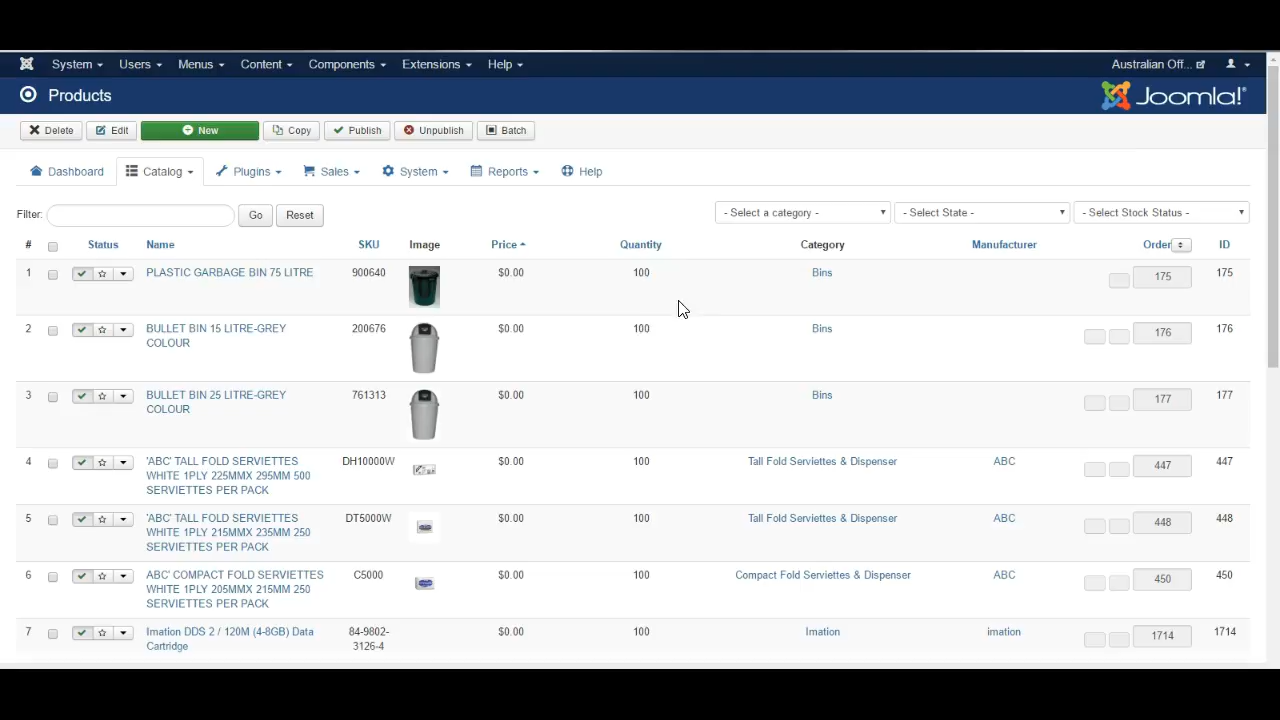 System Users Menus Content Components Extensions Help Australian Off...
Products Joomla!®
Delete Edit New Copy Publish Unpublish Batch
Dashboard Catalog Plugins Sales System Reports Help
Filter: Go Reset - Select a category - - Select State - - Select Stock Status -
# Status Name SKU Image Price Quantity Category Manufacturer Order ID
1 PLASTIC GARBAGE BIN 75 LITRE 900640 $0.00 100 Bins 175 175
2 BULLET BIN 15 LITRE-GREY 200676 $0.00 100 Bins 176 176
COLOUR
3 BULLET BIN 25 LITRE-GREY 761313 $0.00 100 Bins 177 177
COLOUR
4 'ABC' TALL FOLD SERVIETTES DH10000W $0.00 100 Tall Fold Serviettes & Dispenser ABC 447 447
WHITE 1PLY 225MMX 295MM 500
SERVIETTES PER PACK
5 'ABC' TALL FOLD SERVIETTES DT5000W $0.00 100 Tall Fold Serviettes & Dispenser ABC 448 448
WHITE 1PLY 215MMX 235MM 250
SERVIETTES PER PACK
6 ABC' COMPACT FOLD SERVIETTES C5000 $0.00 100 Compact Fold Serviettes & Dispenser ABC 450 450
WHITE 1PLY 205MMX 215MM 250
SERVIETTES PER PACK
7 Imation DDS 2 / 120M (4-8GB) Data 84-9802- $0.00 100 Imation imation 1714 1714
Cartridge 3126-4